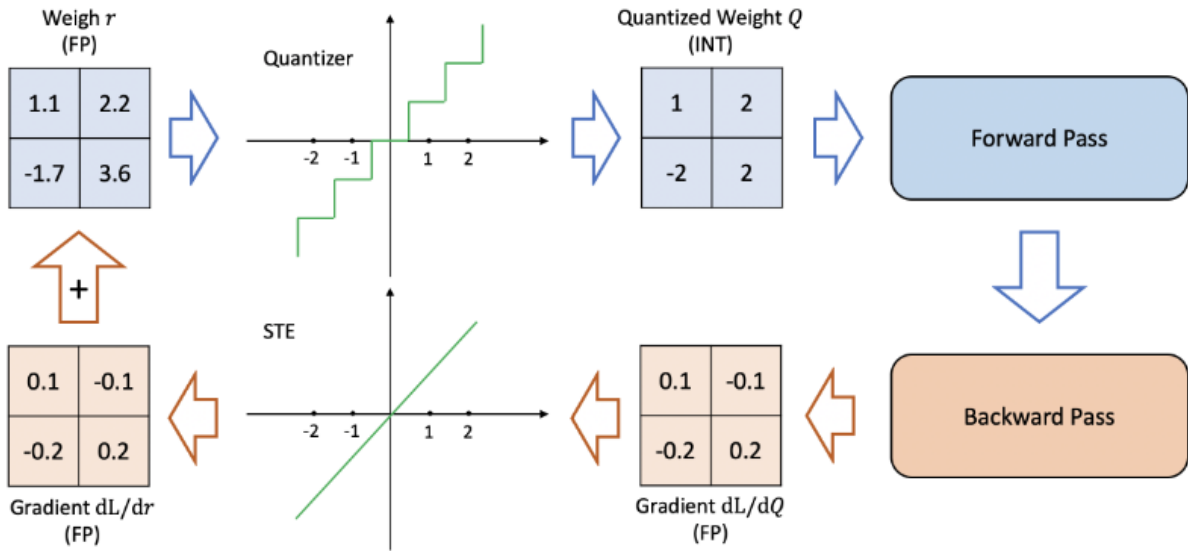 Weigh r
(FP)
1.1 2.2
-1.7 3.6
Quantizer
-2 -1 1 2
Quantized Weight Q
(INT)
1 2
-2 2
Forward Pass
+
0.1 -0.1
-0.2 0.2
Gradient dL/dr
(FP)
STE
-2 -1 1 2
0.1 -0.1
-0.2 0.2
Gradient dL/dQ
(FP)
Backward Pass